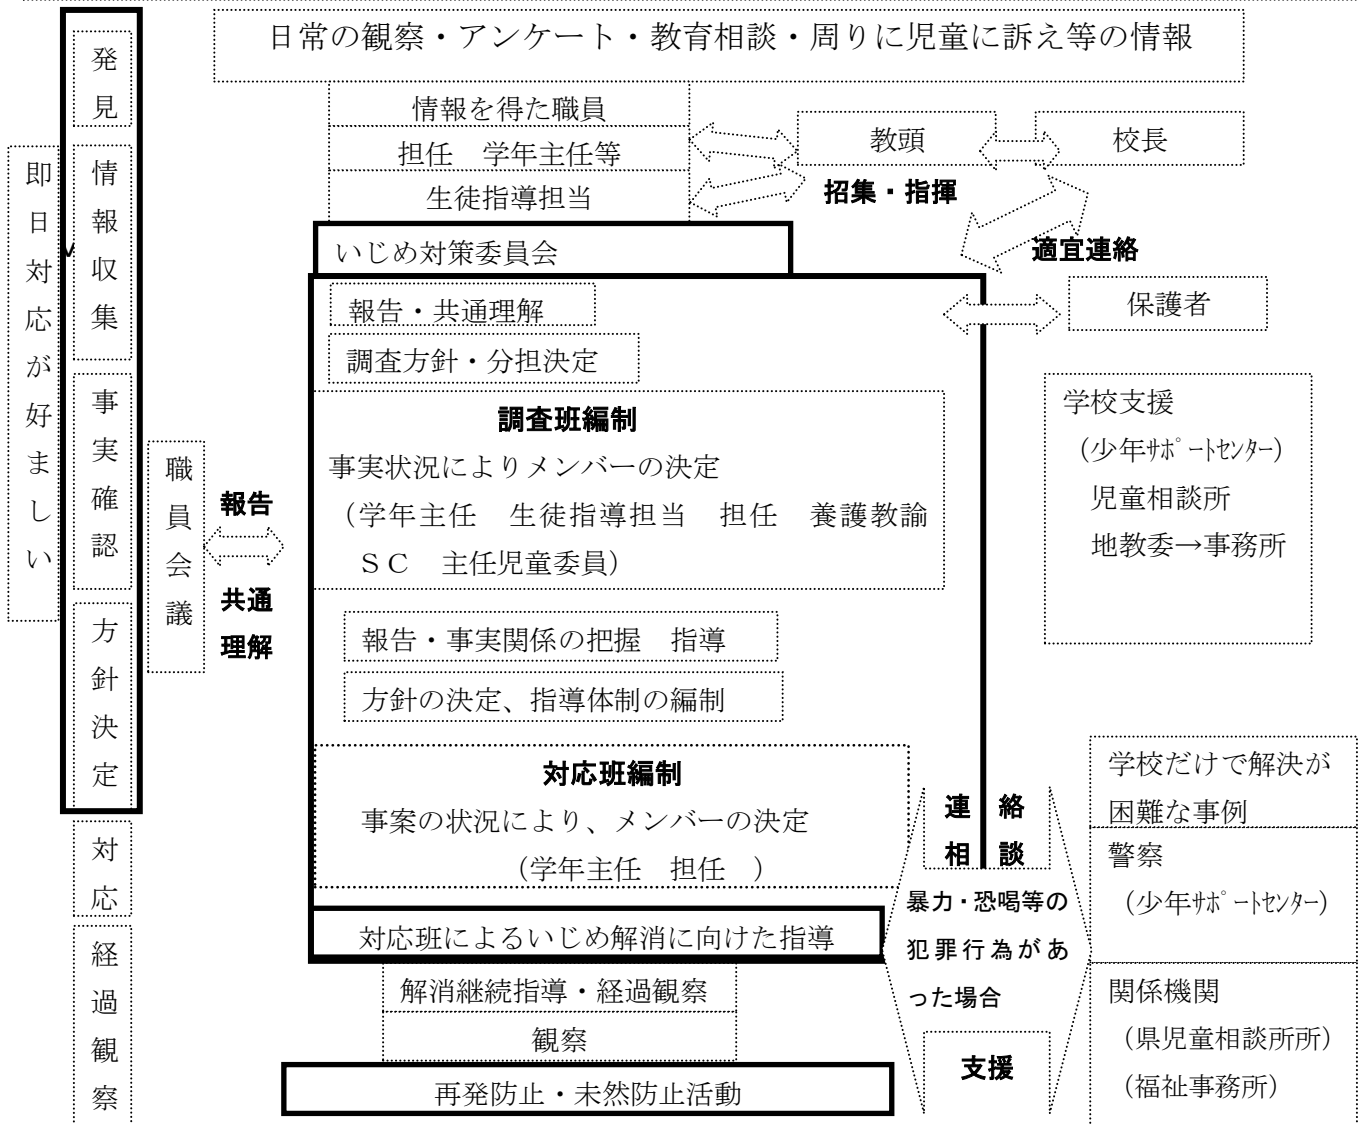 日常の観察・アンケート・教育相談・周りに児童に訴え等の情報
発見
情報収集
事実確認
方針決定
対応
経過観察
即日対応が好ましい
情報を得た職員
担任　学年主任等
生徒指導担当
教頭
校長
招集・指揮
適宜連絡
いじめ対策委員会
報告・共通理解
保護者
調査方針・分担決定
調査班編制
事実状況によりメンバーの決定
（学年主任　生徒指導担当　担任　養護教諭
ＳＣ　主任児童委員）
学校支援
（少年ｻﾎﾟｰﾄｾﾝﾀｰ）
児童相談所
地教委→事務所
職員会議
報告
共通
理解
報告・事実関係の把握　指導
方針の決定、指導体制の編制
対応班編制
事案の状況により、メンバーの決定
（学年主任　担任　）
連　絡
相　談
暴力・恐喝等の
犯罪行為があ
った場合
支援
学校だけで解決が
困難な事例
警察
（少年ｻﾎﾟｰﾄｾﾝﾀｰ）
関係機関
（県児童相談所所）
（福祉事務所）
対応班によるいじめ解消に向けた指導
解消継続指導・経過観察
観察
再発防止・未然防止活動